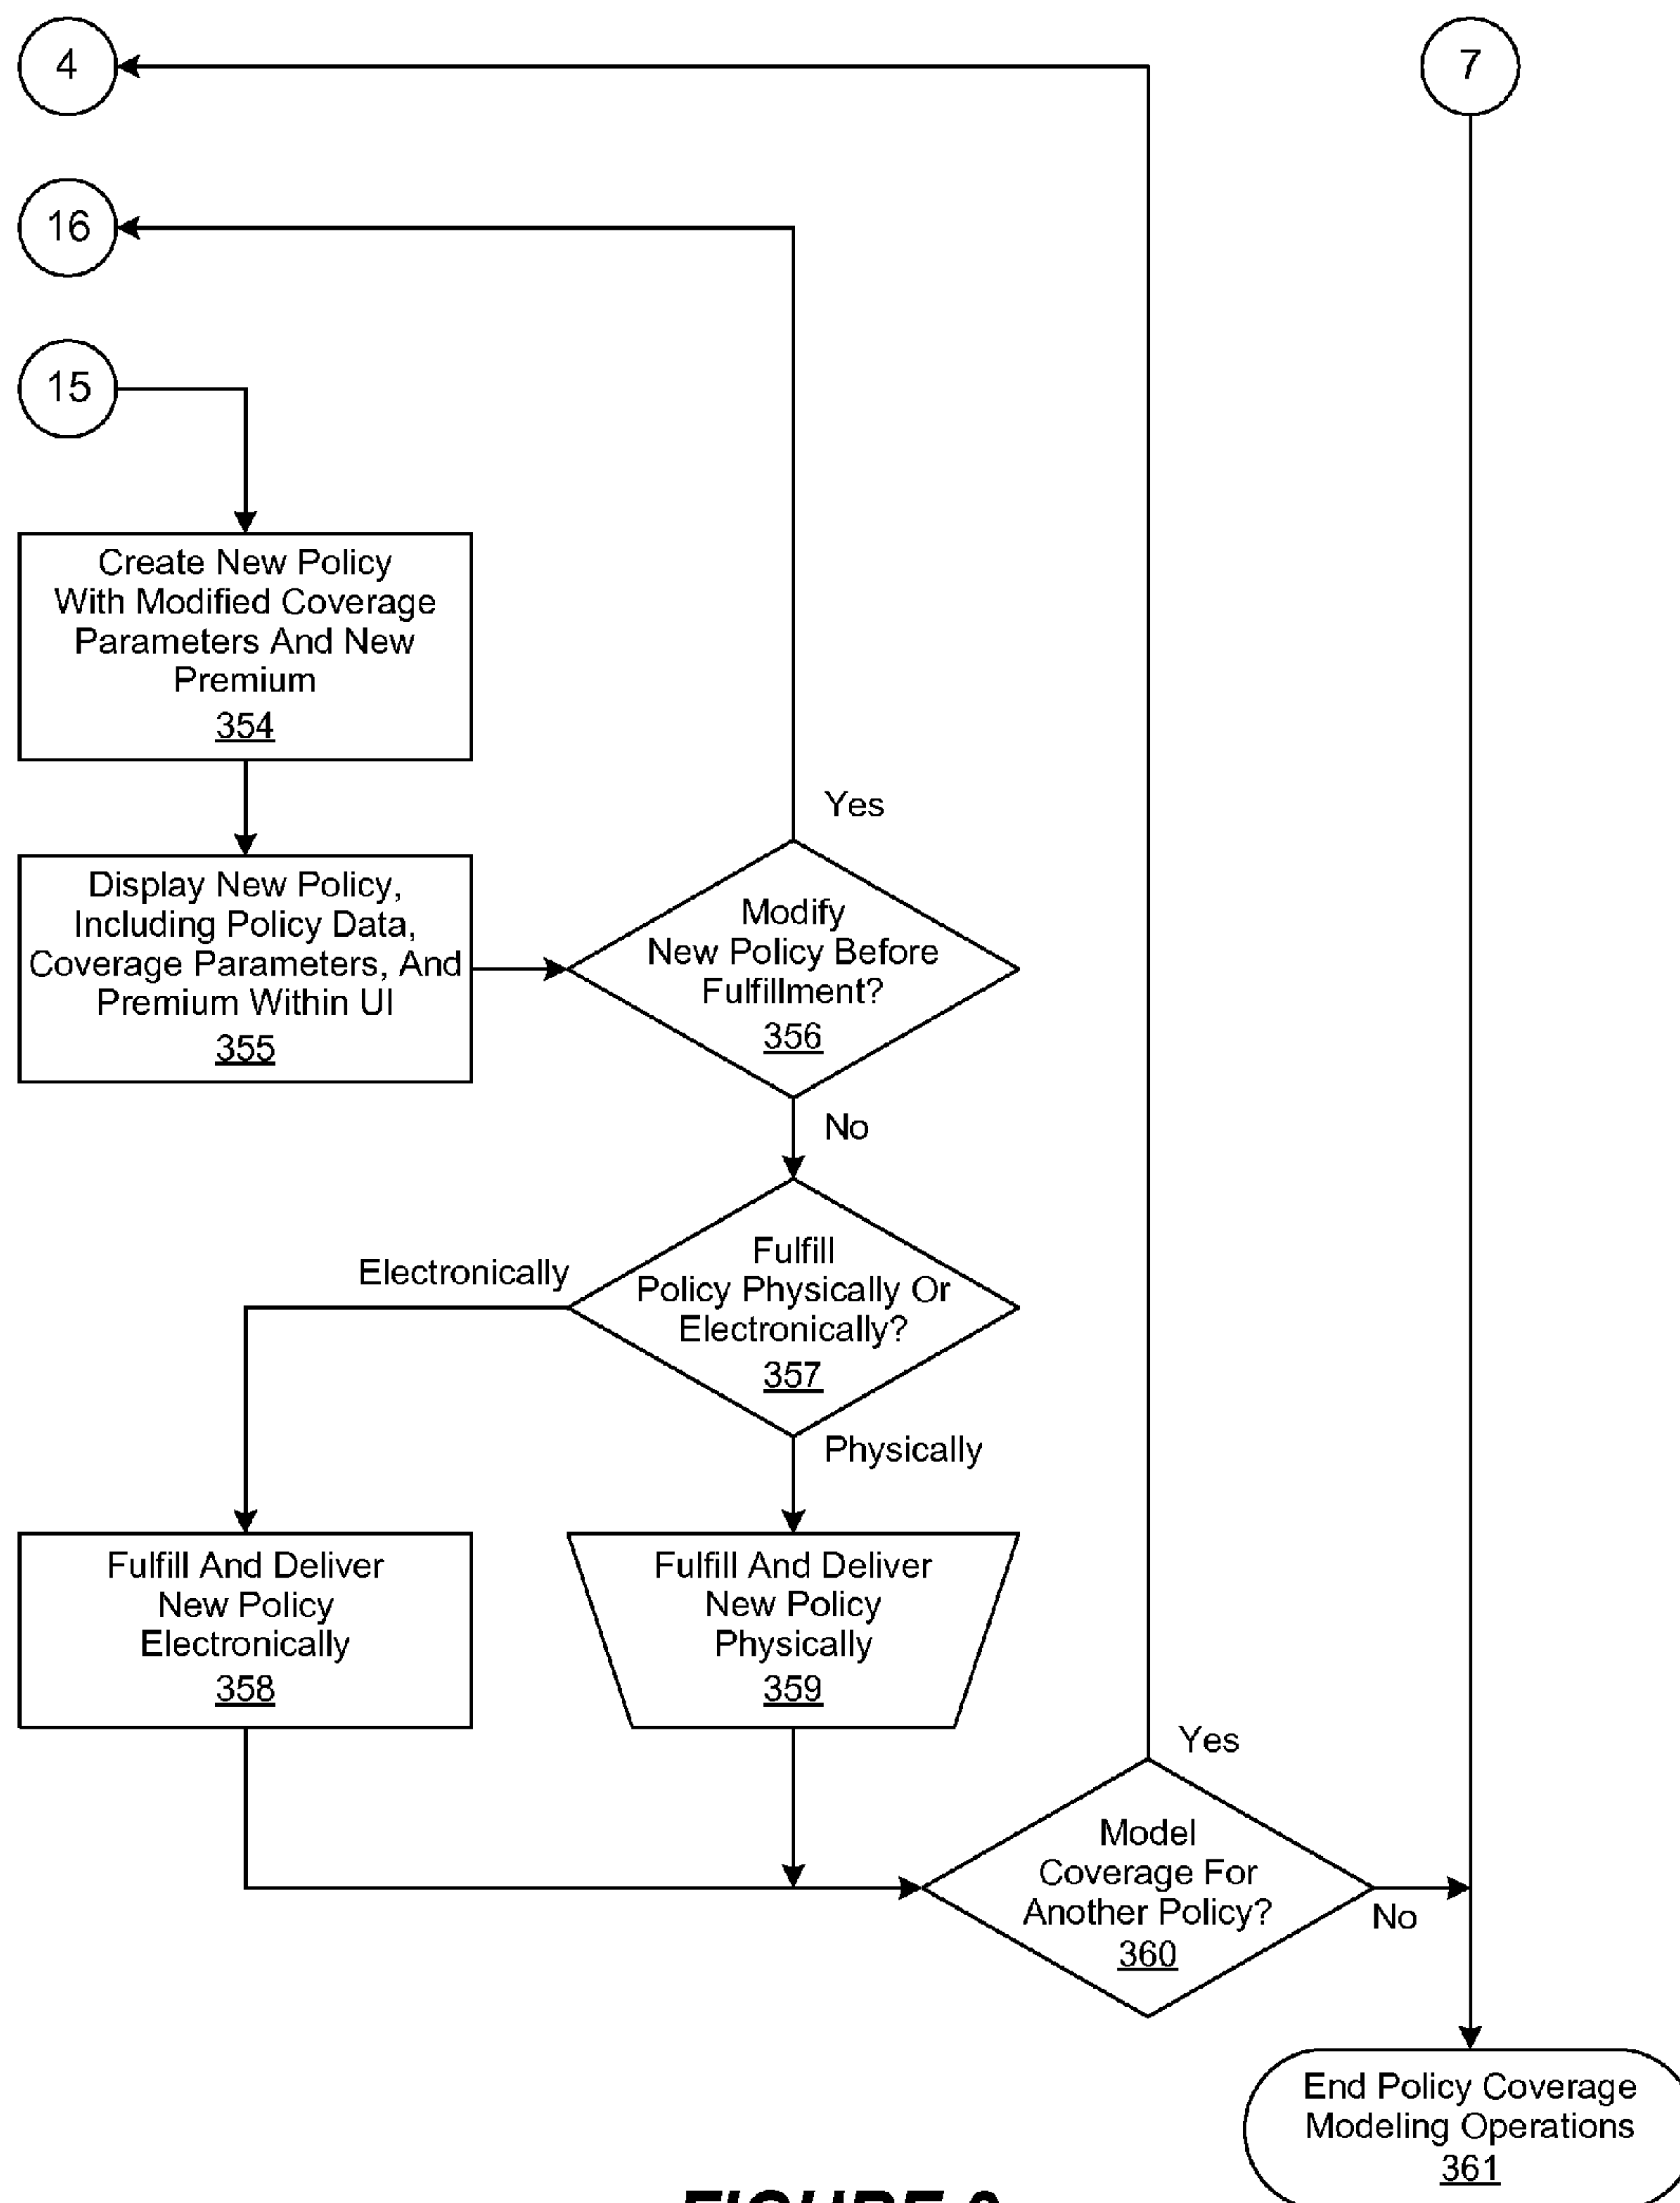 4
7
16
15
Create New Policy
With Modified Coverage
Parameters And New
Premium
354
Yes
Display New Policy,
Including Policy Data,
Coverage Parameters, And
Premium Within UI
355
Modify
New Policy Before
Fulfillment?
356
No
Fulfill
Policy Physically Or
Electronically?
357
Electronically
Physically
Fulfill And Deliver
New Policy
Electronically
358
Fulfill And Deliver
New Policy
Physically
359
Yes
Model
Coverage For
Another Policy?
360
No
End Policy Coverage
Modeling Operations
361
FIGURE